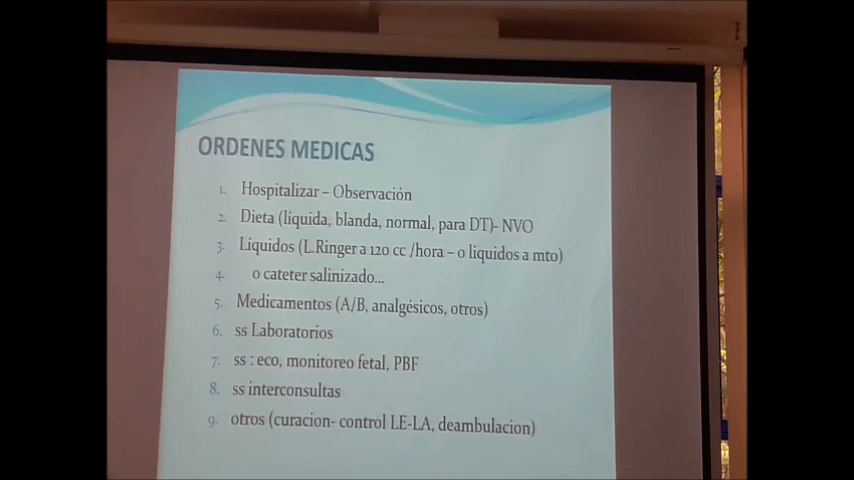 ORDENES MEDICAS
1. Hospitalizar – Observación
2. Dieta (líquida, blanda, normal, para DT)- NVO
3. Líquidos (L.Ringer a 120 cc /hora – o liquidos a mto)
4. o cateter salinizado...
5. Medicamentos (A/B, analgésicos, otros)
6. ss Laboratorios
7. ss : eco, monitoreo fetal, PBF
8. ss interconsultas
9. otros (curacion- control LE-LA, deambulacion)